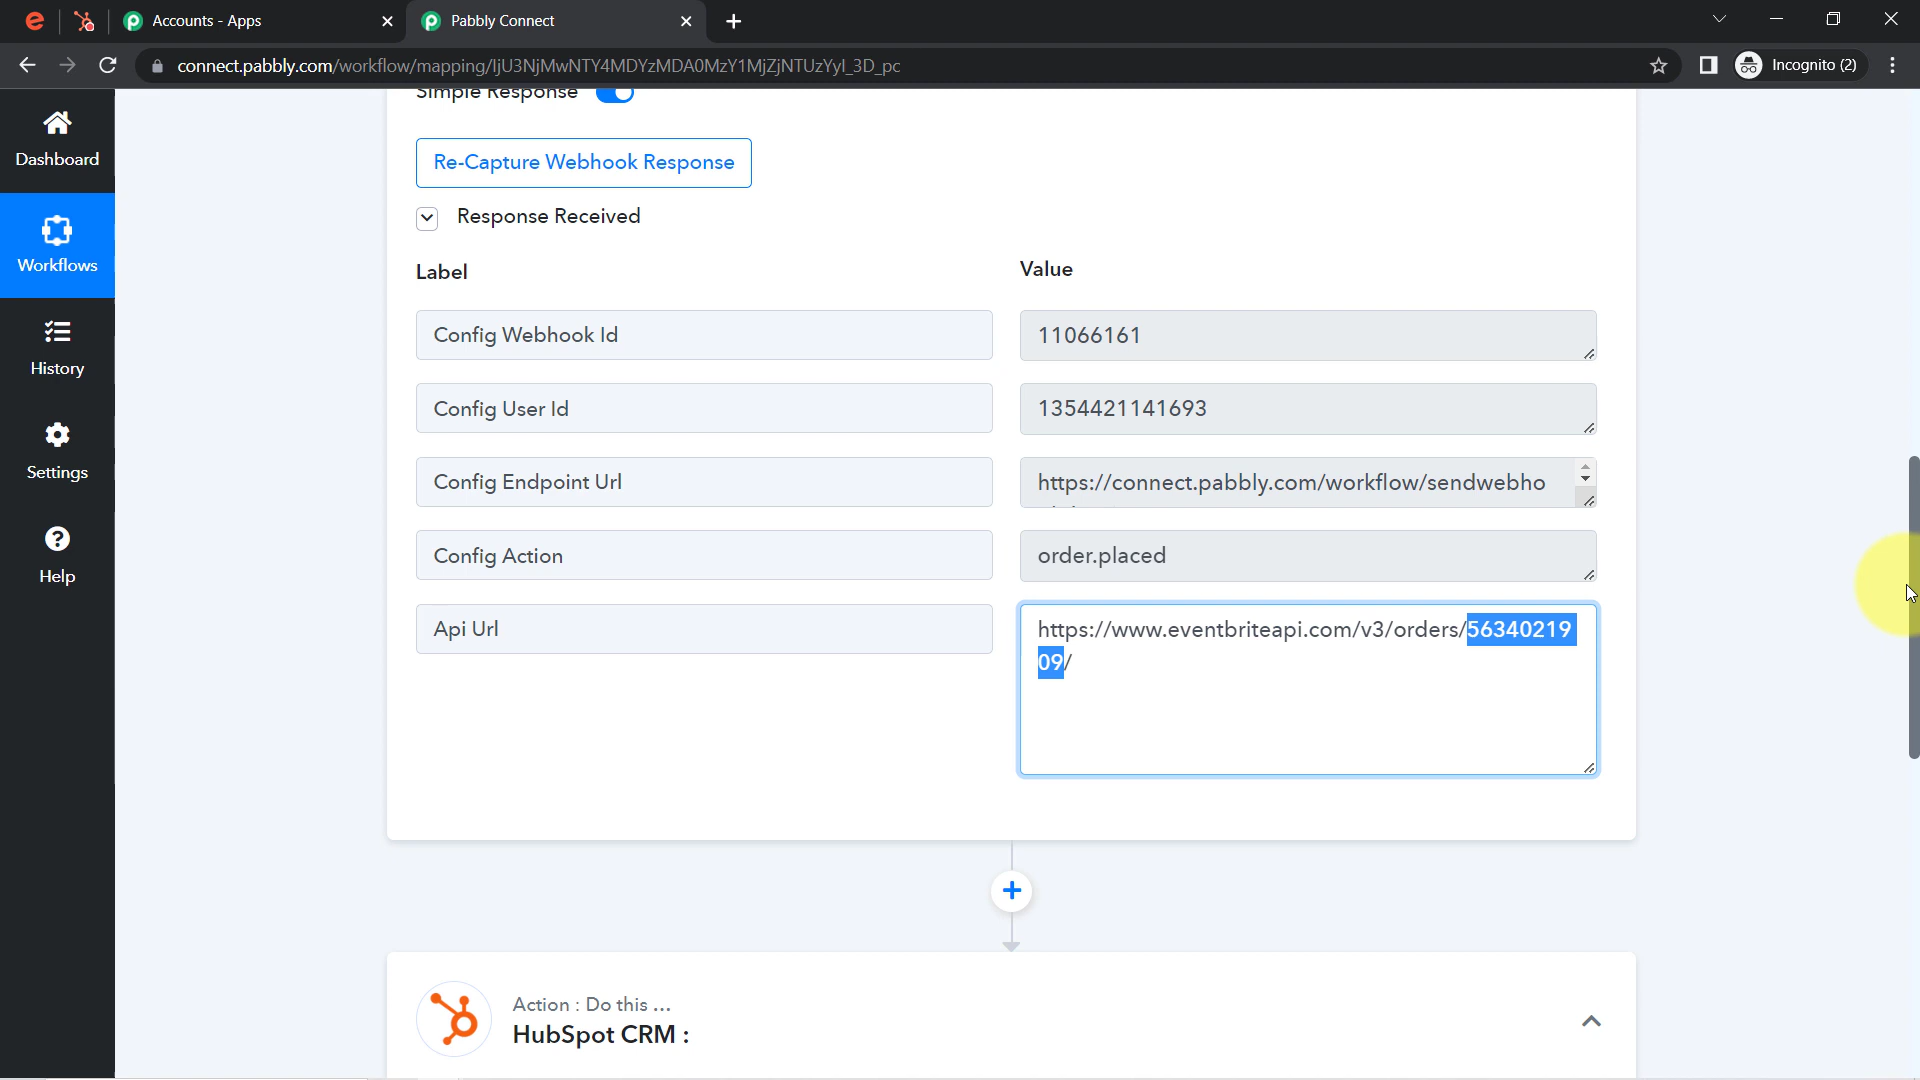 Accounts - Apps
Pabbly Connect
connect.pabbly.com/workflow/mapping/IjU3NjMwNTY4MDYzMDA0MzY1MjZjNTUzYyI_3D_pc
Incognito (2)
Dashboard
Workflows
History
Settings
Help
Simple Response
Re-Capture Webhook Response
Response Received
Label
Value
Config Webhook Id
11066161
Config User Id
1354421141693
Config Endpoint Url
https://connect.pabbly.com/workflow/sendwebho
Config Action
order.placed
Api Url
https://www.eventbriteapi.com/v3/orders/56340219
09/
Action : Do this ...
HubSpot CRM :